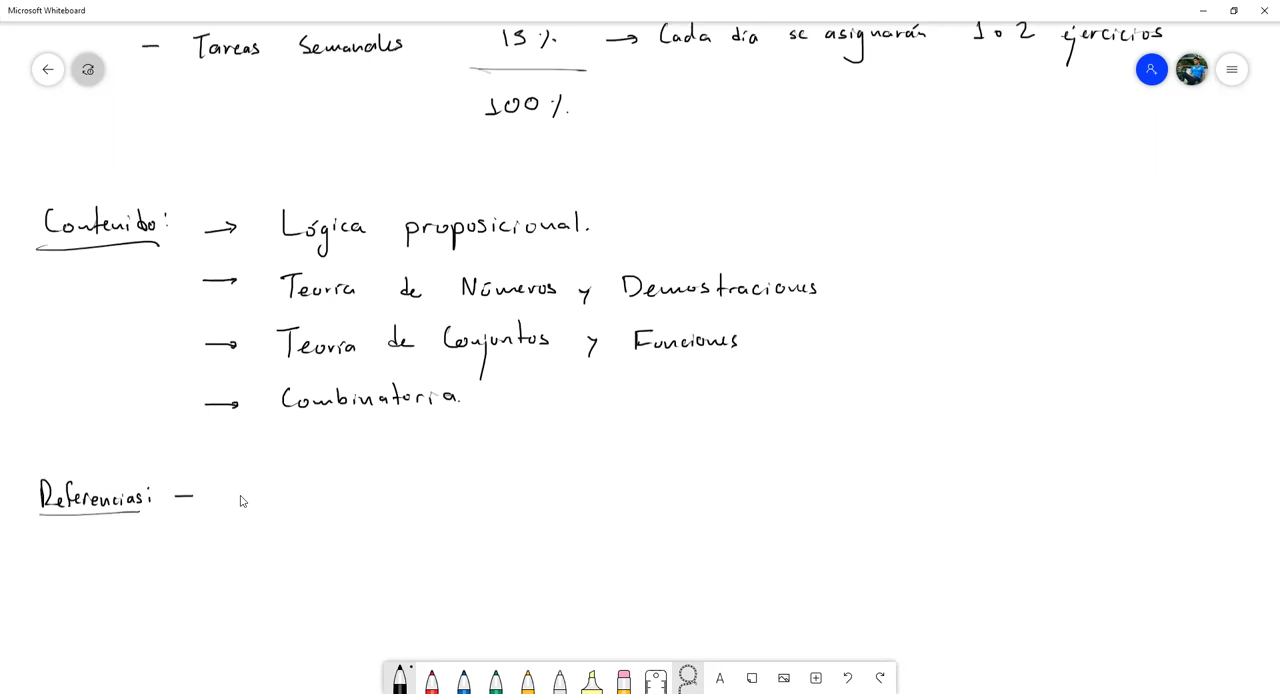 Microsoft Whiteboard
– Tareas Semanales 15 % → Cada día se asignarán 1 o 2 ejercicios
100 %.
Contenido: → Lógica proposicional.
→ Teoría de Números y Demostraciones
→ Teoría de Conjuntos y Funciones
→ Combinatoria.
Referencias: –